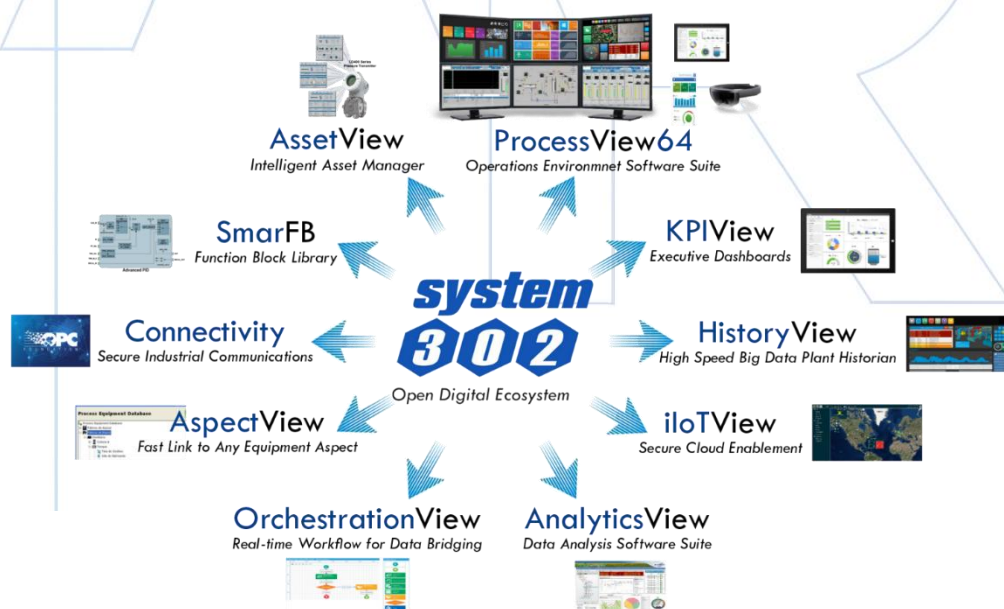 AssetView
Intelligent Asset Manager
ProcessView64
Operations Environmnet Software Suite
SmarFB
Function Block Library
Advanced PID
KPIView
Executive Dashboards
system
302
Open Digital Ecosystem
Connectivity
Secure Industrial Communications
OPC
FOUNDATION
HistoryView
High Speed Big Data Plant Historian
Process Equipment Database
AspectView
Fast Link to Any Equipment Aspect
iIoTView
Secure Cloud Enablement
OrchestrationView
Real-time Workflow for Data Bridging
AnalyticsView
Data Analysis Software Suite